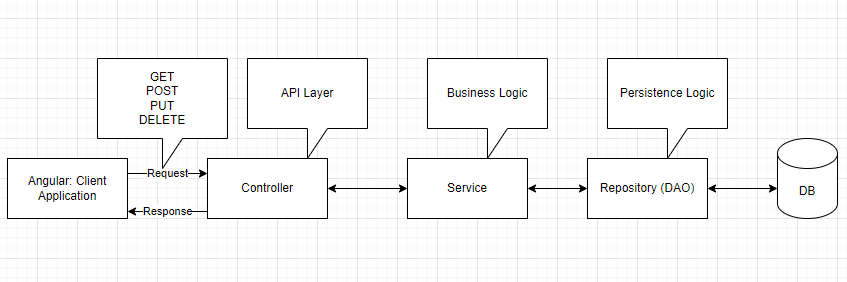 GET
POST
PUT
DELETE
API Layer
Business Logic
Persistence Logic
Angular: Client
Application
Request
Response
Controller
Service
Repository (DAO)
DB